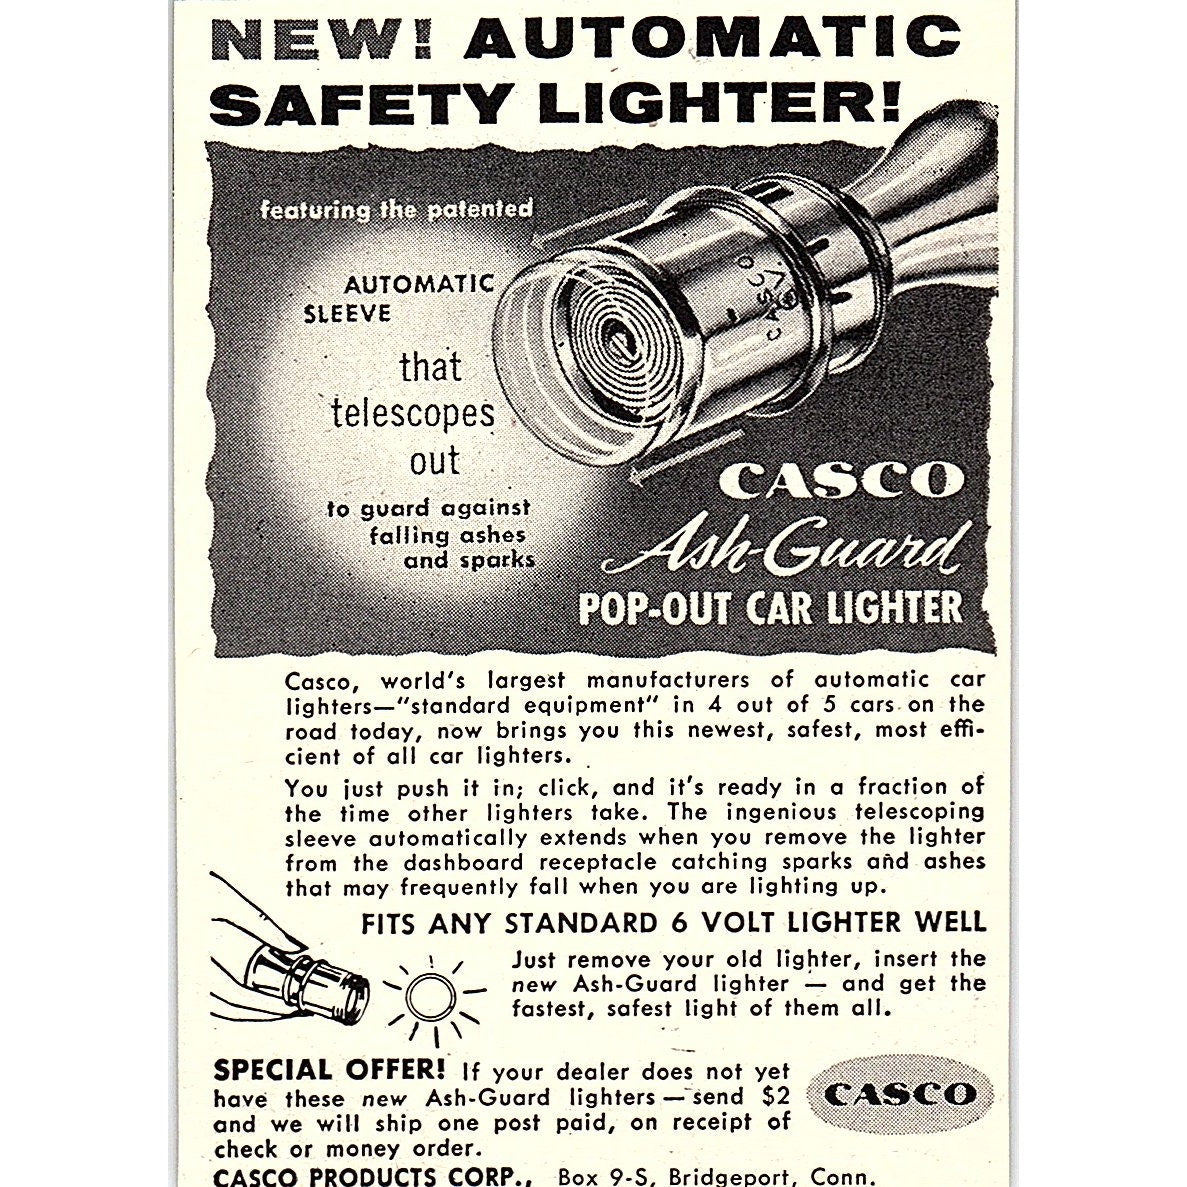 NEW! AUTOMATIC
SAFETY LIGHTER!
featuring the patented
AUTOMATIC
SLEEVE
that
telescopes
out
to guard against
falling ashes
and sparks
CASCO
6V.
CASCO
Ash-Guard
POP-OUT CAR LIGHTER
Casco, world's largest manufacturers of automatic car
lighters—"standard equipment" in 4 out of 5 cars on the
road today, now brings you this newest, safest, most effi-
cient of all car lighters.
You just push it in; click, and it's ready in a fraction of
the time other lighters take. The ingenious telescoping
sleeve automatically extends when you remove the lighter
from the dashboard receptacle catching sparks and ashes
that may frequently fall when you are lighting up.
FITS ANY STANDARD 6 VOLT LIGHTER WELL
Just remove your old lighter, insert the
new Ash-Guard lighter — and get the
fastest, safest light of them all.
SPECIAL OFFER! If your dealer does not yet
have these new Ash-Guard lighters—send $2
and we will ship one post paid, on receipt of
check or money order.
CASCO
CASCO PRODUCTS CORP., Box 9-S, Bridgeport, Conn.